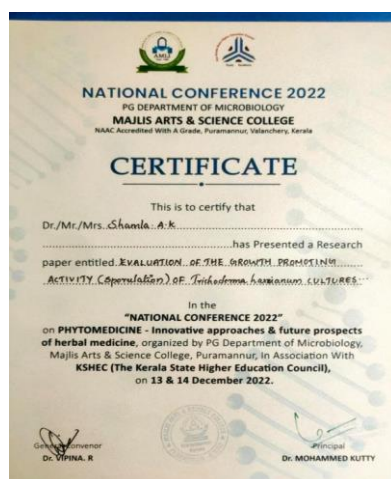 AMLI
NATIONAL CONFERENCE 2022
PG DEPARTMENT OF MICROBIOLOGY
MAJLIS ARTS & SCIENCE COLLEGE
NAAC Accredited With A Grade, Puramannur, Valanchery, Kerala
CERTIFICATE
This is to certify that
Dr./Mr./Mrs. Shamla A.K
has Presented a Research
paper entitled EVALUATION OF THE GROWTH PROMOTING
ACTIVITY (sporulation) OF Trichoderma harzianum CULTURES
In the
"NATIONAL CONFERENCE 2022"
on PHYTOMEDICINE - Innovative approaches & future prospects
of herbal medicine, organized by PG Department of Microbiology,
Majlis Arts & Science College, Puramannur, In Association With
KSHEC (The Kerala State Higher Education Council),
on 13 & 14 December 2022.
General Convenor
Dr. VIPINA. R
Principal
Dr. MOHAMMED KUTTY